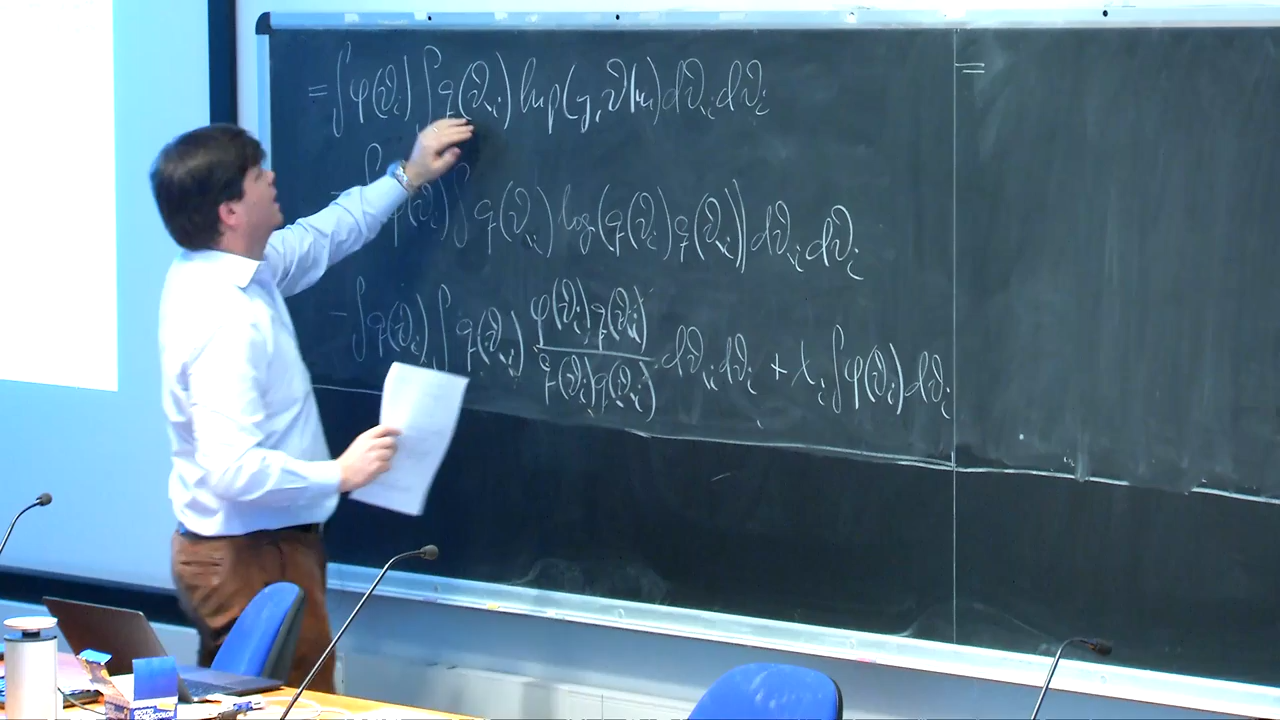 = ∫ φ(ϑ_i) ∫ q(ϑ_\i) ln p(y, ϑ|m) dϑ_\i dϑ_i
- ∫ φ(ϑ_i) ∫ q(ϑ_\i) log(q(ϑ_i) q(ϑ_\i)) dϑ_\i dϑ_i
- ∫ q(ϑ_i) ∫ q(ϑ_\i) φ(ϑ_i) q(ϑ_\i) / q(ϑ_i) q(ϑ_\i) dϑ_\i dϑ_i + λ_i ∫ φ(ϑ_i) dϑ_i
=